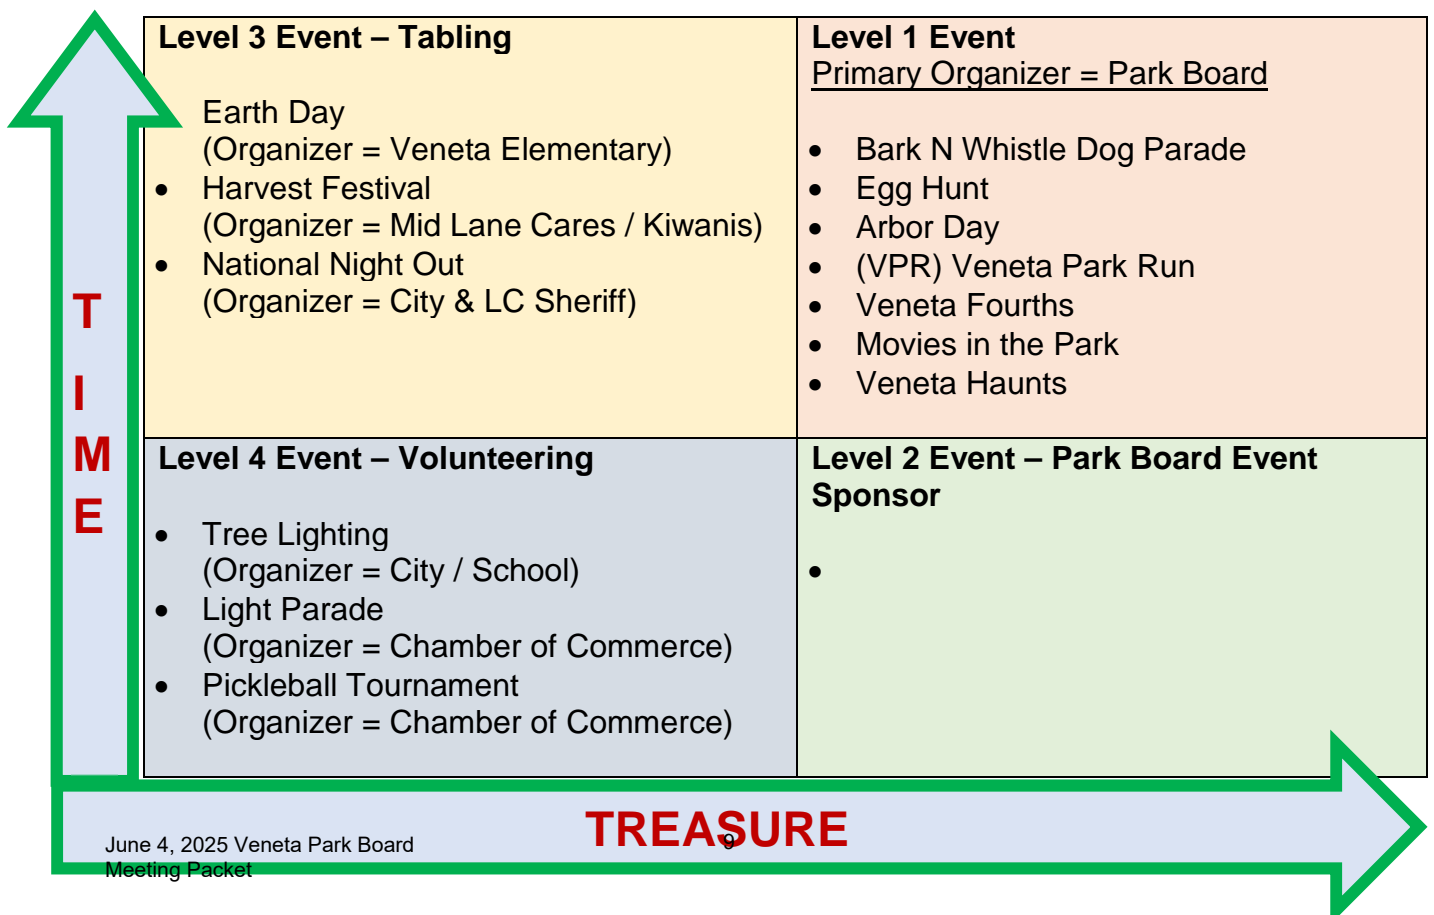 Level 3 Event – Tabling
Earth Day
(Organizer = Veneta Elementary)
• Harvest Festival
(Organizer = Mid Lane Cares / Kiwanis)
• National Night Out
(Organizer = City & LC Sheriff)
Level 1 Event
Primary Organizer = Park Board
• Bark N Whistle Dog Parade
• Egg Hunt
• Arbor Day
• (VPR) Veneta Park Run
• Veneta Fourths
• Movies in the Park
• Veneta Haunts
T
I
M
E
Level 4 Event – Volunteering
• Tree Lighting
(Organizer = City / School)
• Light Parade
(Organizer = Chamber of Commerce)
• Pickleball Tournament
(Organizer = Chamber of Commerce)
Level 2 Event – Park Board Event
Sponsor
•
TREASURE
June 4, 2025 Veneta Park Board
Meeting Packet
9